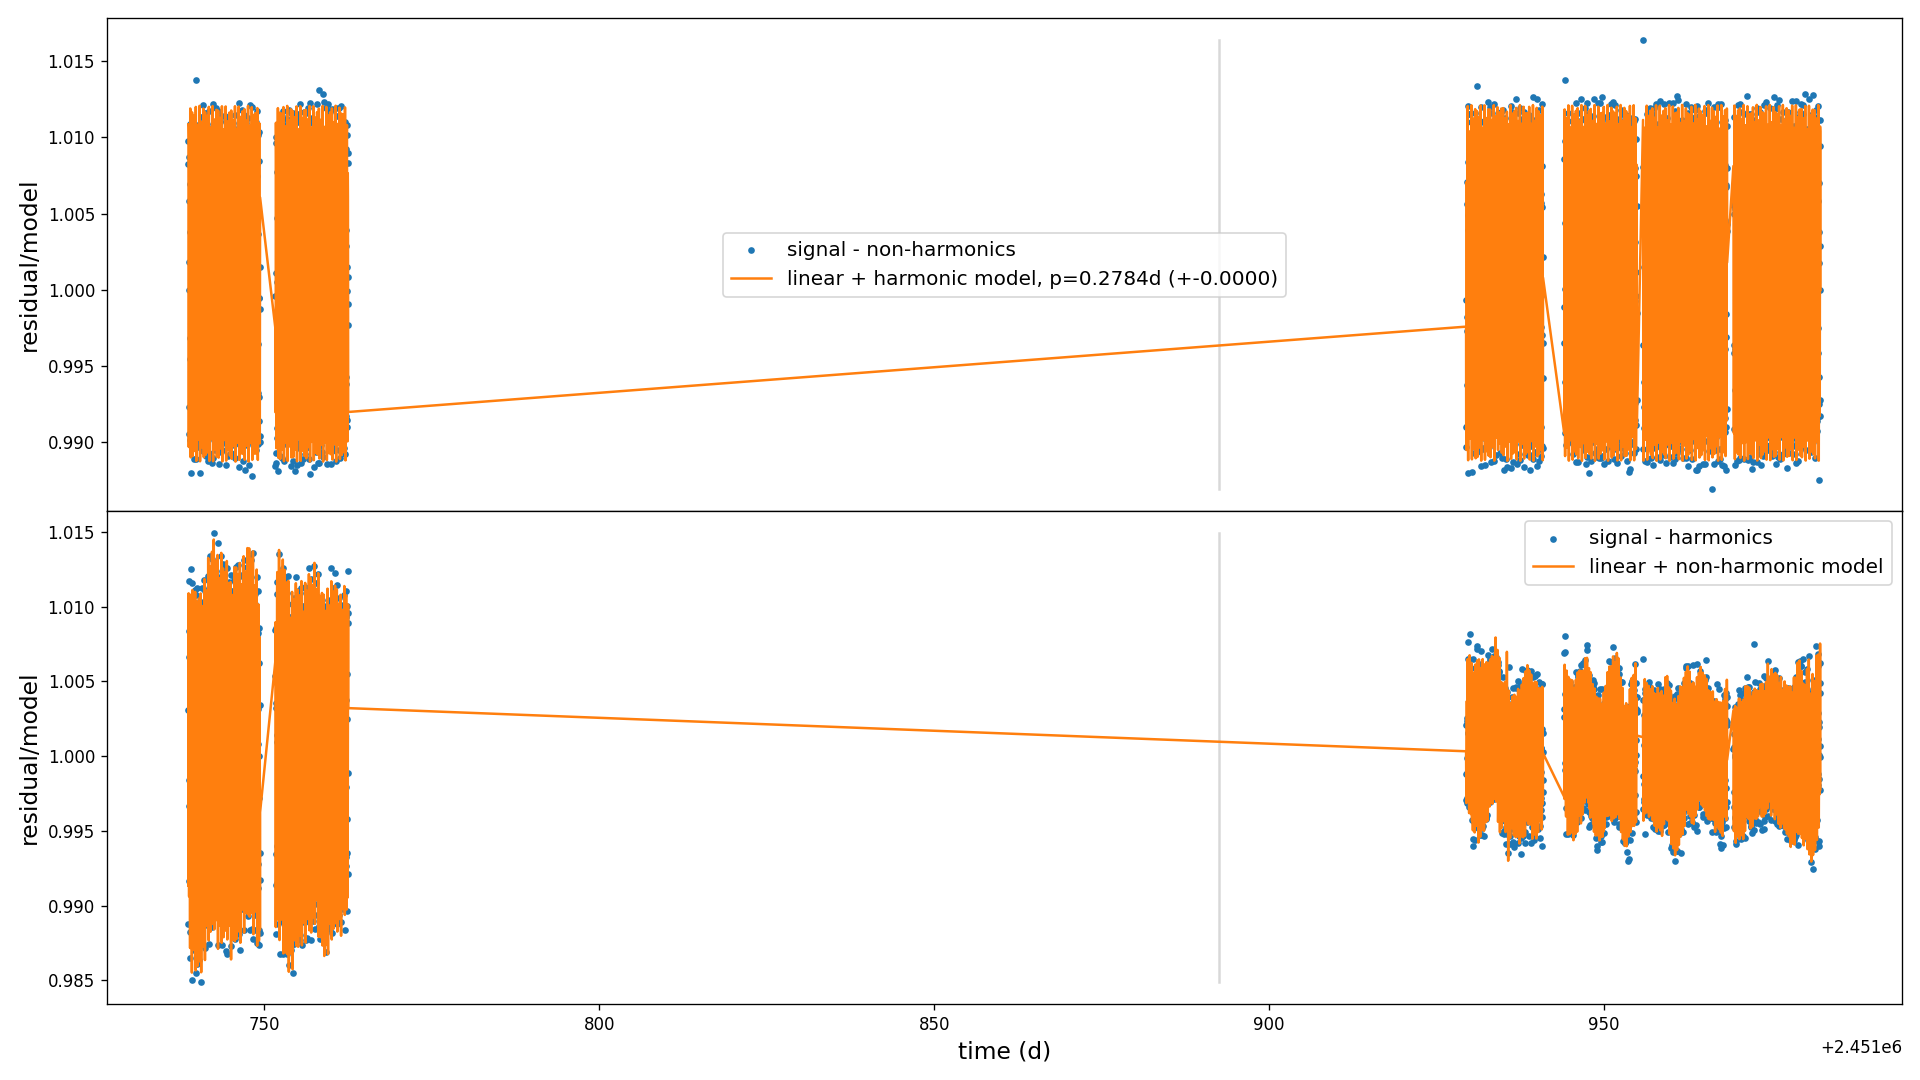 1.015
1.010
1.005
1.000
0.995
0.990
residual/model
signal - non-harmonics
linear + harmonic model, p=0.2784d (+-0.0000)
1.015
1.010
1.005
1.000
0.995
0.990
0.985
residual/model
signal - harmonics
linear + non-harmonic model
750
800
850
900
950
time (d)
+2.451e6